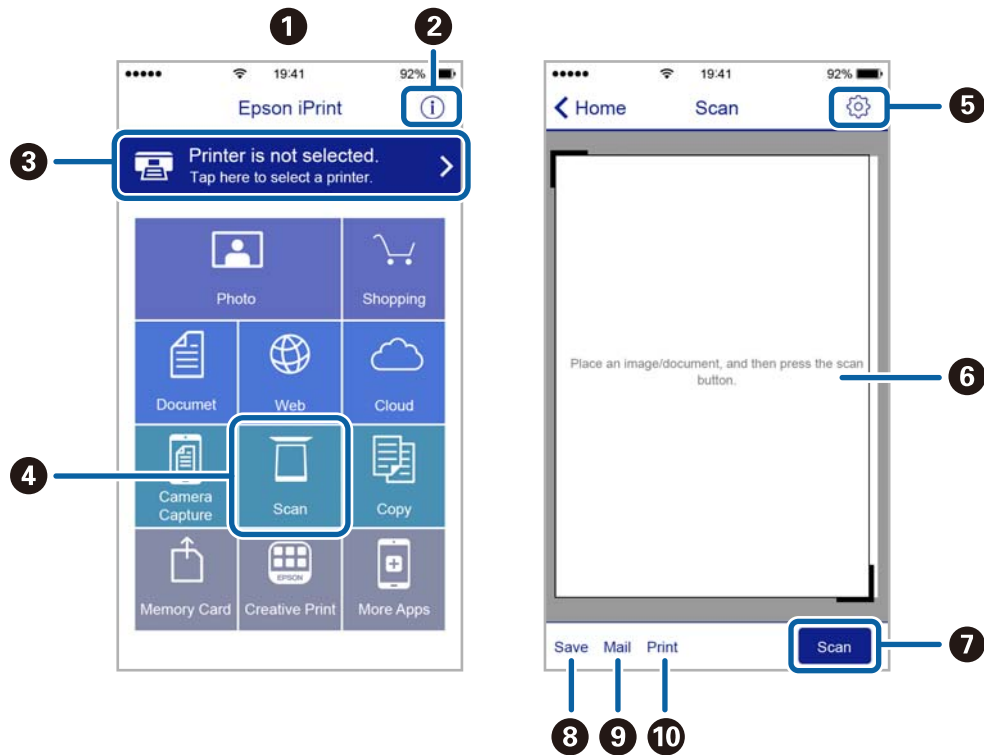 1
2
19:41
92%
Epson iPrint
i
3
Printer is not selected.
Tap here to select a printer.
Photo
Shopping
Documet
Web
Cloud
4
Camera
Capture
Scan
Copy
EPSON
Memory Card
Creative Print
More Apps
19:41
92%
Home
Scan
5
Place an image/document, and then press the scan
button.
6
Save
Mail
Print
Scan
7
8
9
10